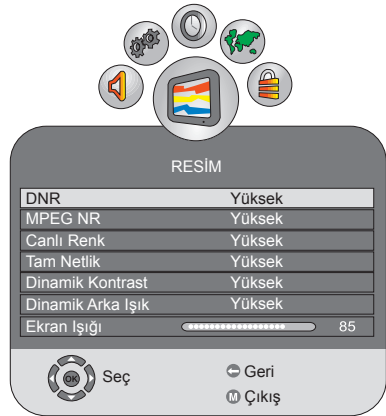 RESİM
DNR Yüksek
MPEG NR Yüksek
Canlı Renk Yüksek
Tam Netlik Yüksek
Dinamik Kontrast Yüksek
Dinamik Arka Işık Yüksek
Ekran Işığı 85
OK Seç
Geri
M Çıkış